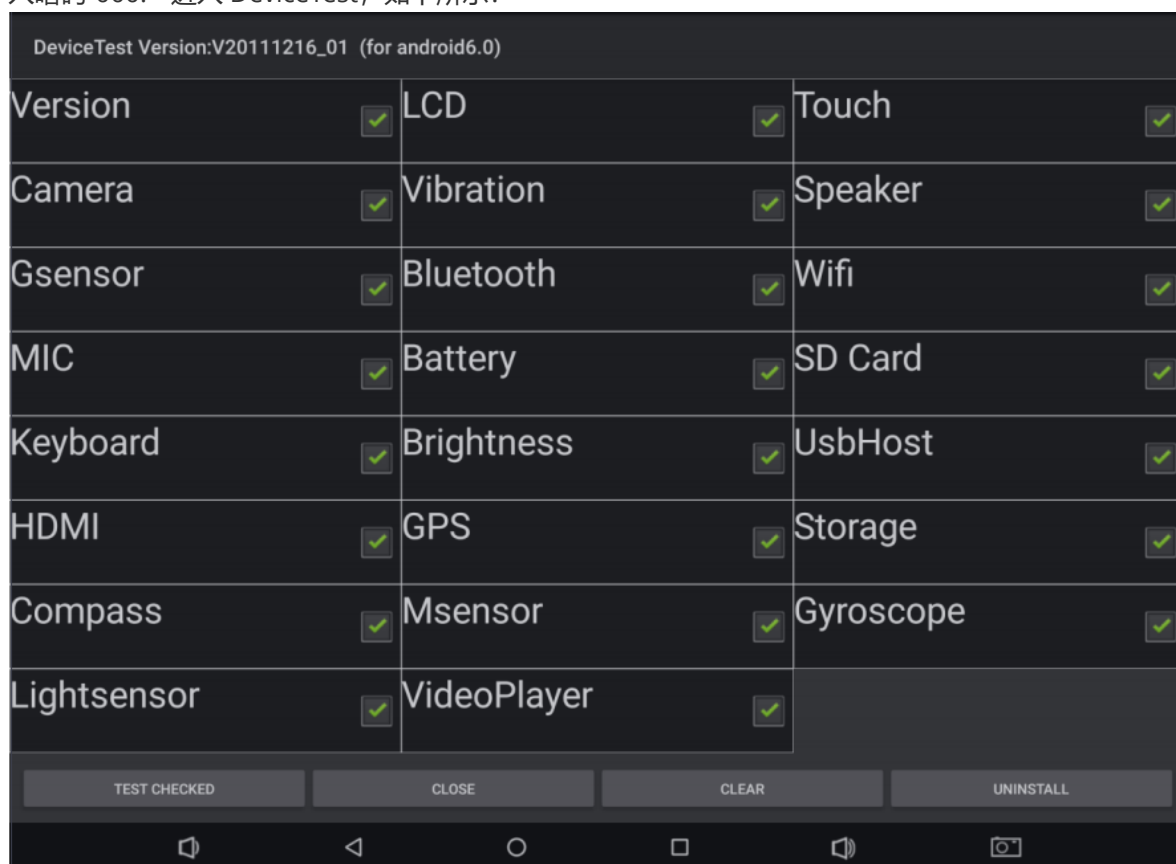 DeviceTest Version:V20111216_01 (for android6.0)
Version LCD Touch
Camera Vibration Speaker
Gsensor Bluetooth Wifi
MIC Battery SD Card
Keyboard Brightness UsbHost
HDMI GPS Storage
Compass Msensor Gyroscope
Lightsensor VideoPlayer
TEST CHECKED CLOSE CLEAR UNINSTALL